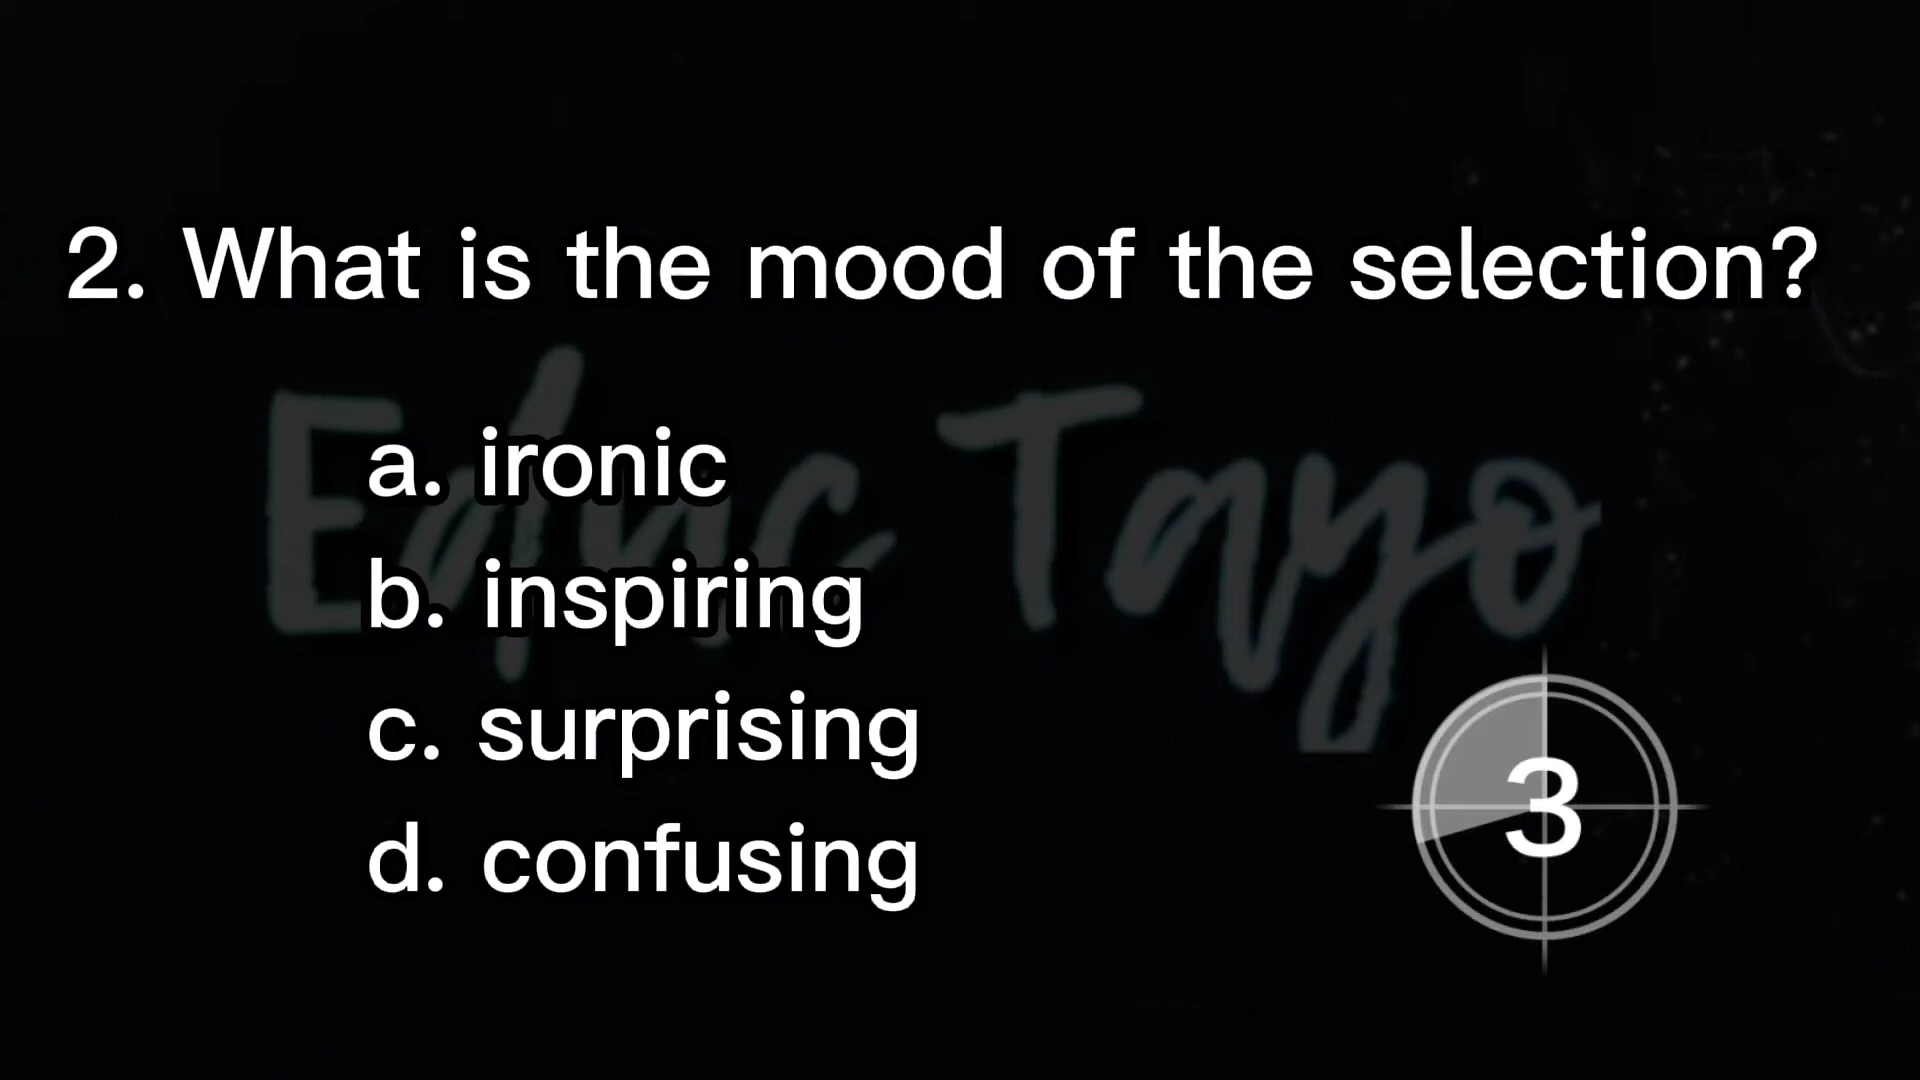 2. What is the mood of the selection?
Educ Tayo
a. ironic
b. inspiring
c. surprising
d. confusing
3